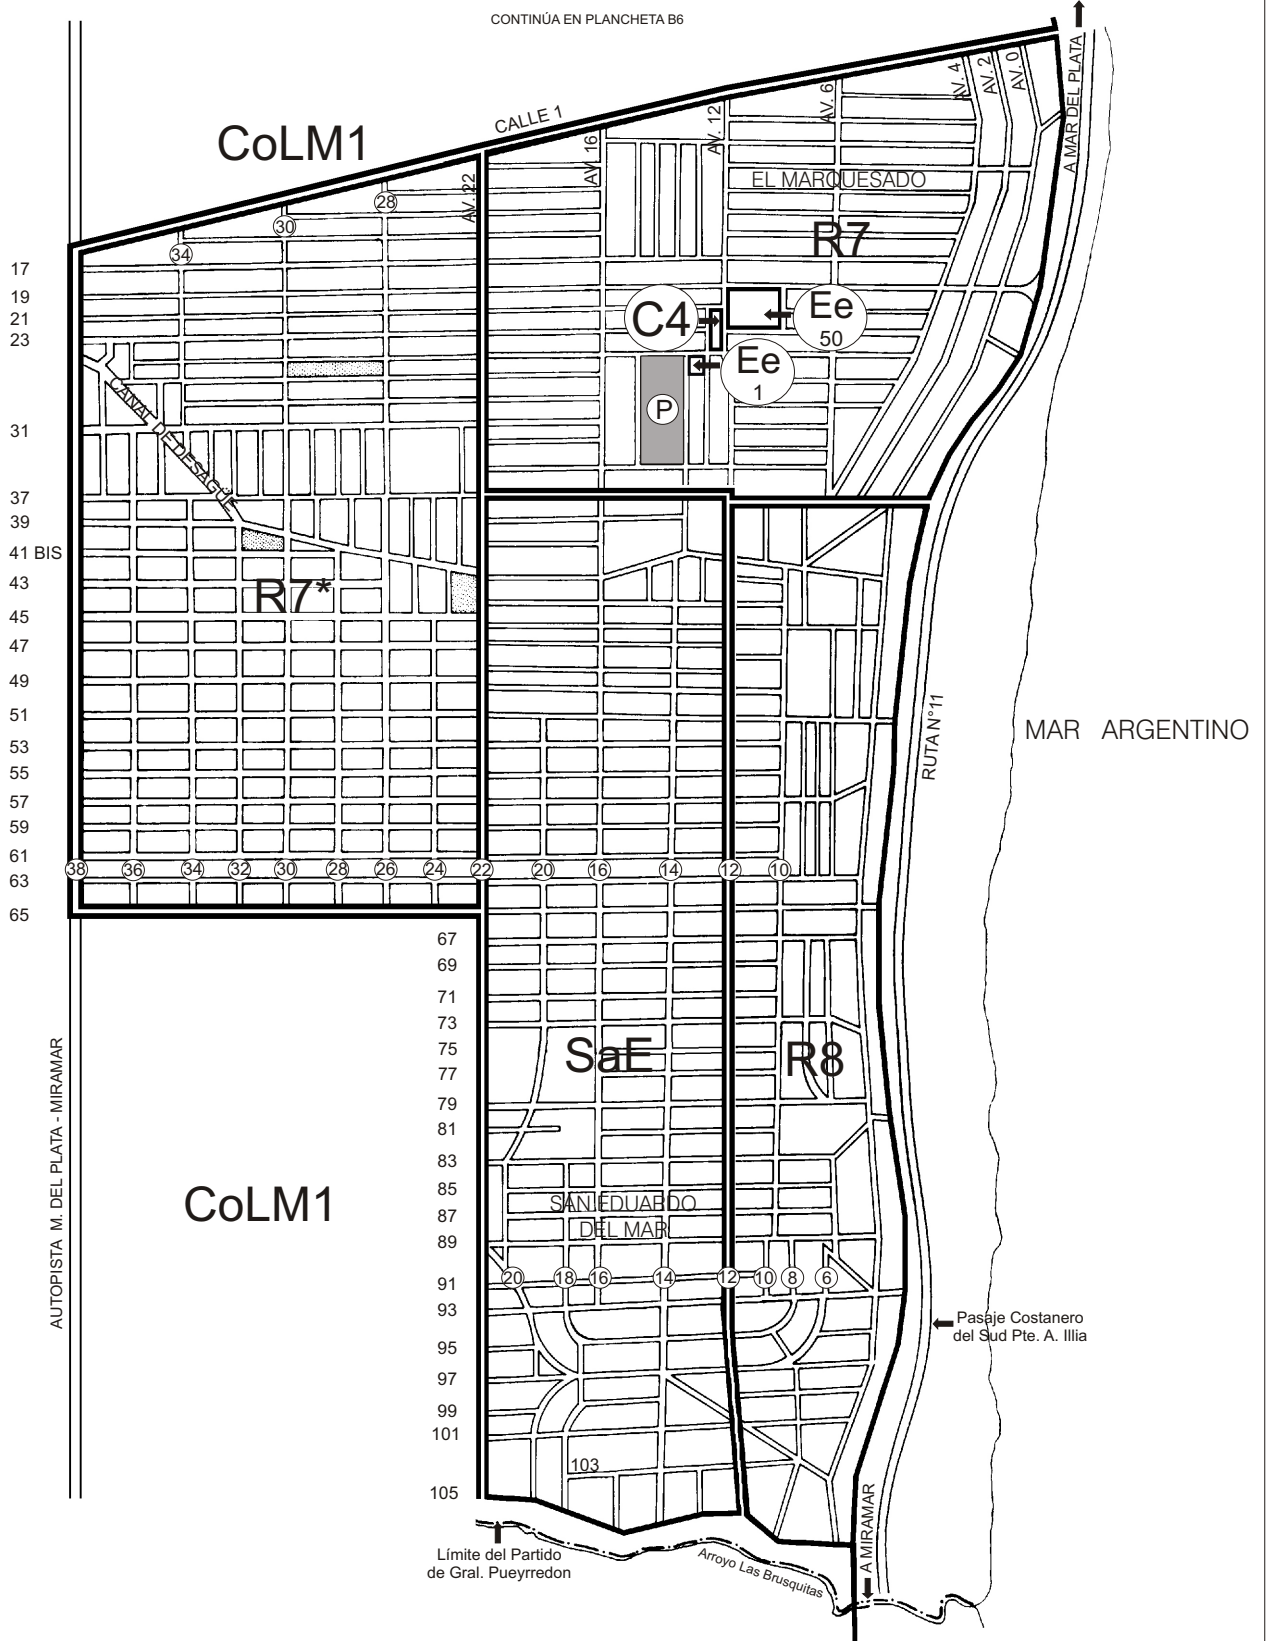 CONTINÚA EN PLANCHETA B6
A MAR DEL PLATA
AV. 4
AV. 2
AV. 0
AV. 6
AV. 12
CALLE 1
AV. 16
CoLM1
AV. 22
EL MARQUESADO
28
30
34
R7
17
19
21
23
C4
Ee
50
Ee
1
P
CANAL DE DESAGÜE
31
37
39
41 BIS
43
R7*
45
47
49
51
53
55
57
59
61
63
65
RUTA N°11
MAR ARGENTINO
38
36
34
32
30
28
26
24
22
20
16
14
12
10
67
69
71
73
75
77
79
81
83
85
87
89
91
93
95
97
99
101
103
105
SaE
R8
AUTOPISTA M. DEL PLATA - MIRAMAR
CoLM1
SAN EDUARDO
DEL MAR
20
18
16
14
12
10
8
6
Pasaje Costanero
del Sud Pte. A. Illia
A MIRAMAR
Límite del Partido
de Gral. Pueyrredon
Arroyo Las Brusquitas